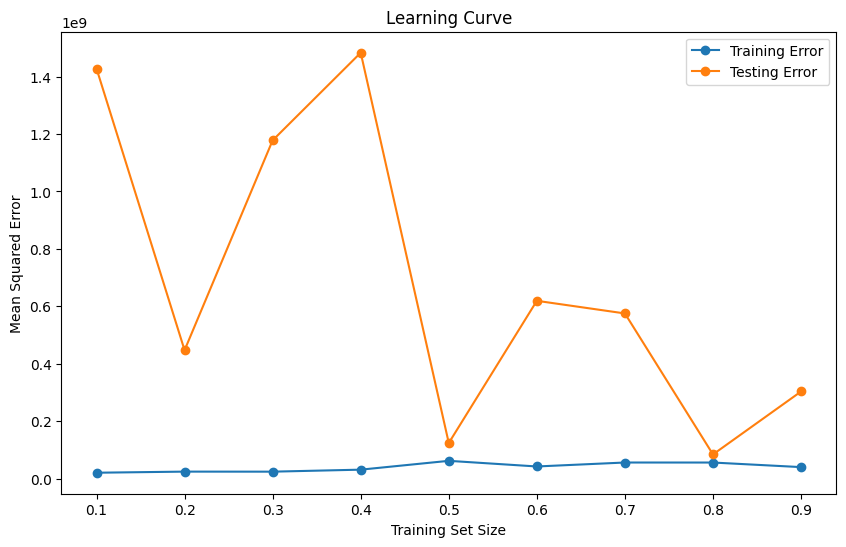 Learning Curve
1e9
Training Error
Testing Error
1.4
1.2
1.0
0.8
0.6
0.4
0.2
0.0
Mean Squared Error
0.1 0.2 0.3 0.4 0.5 0.6 0.7 0.8 0.9
Training Set Size